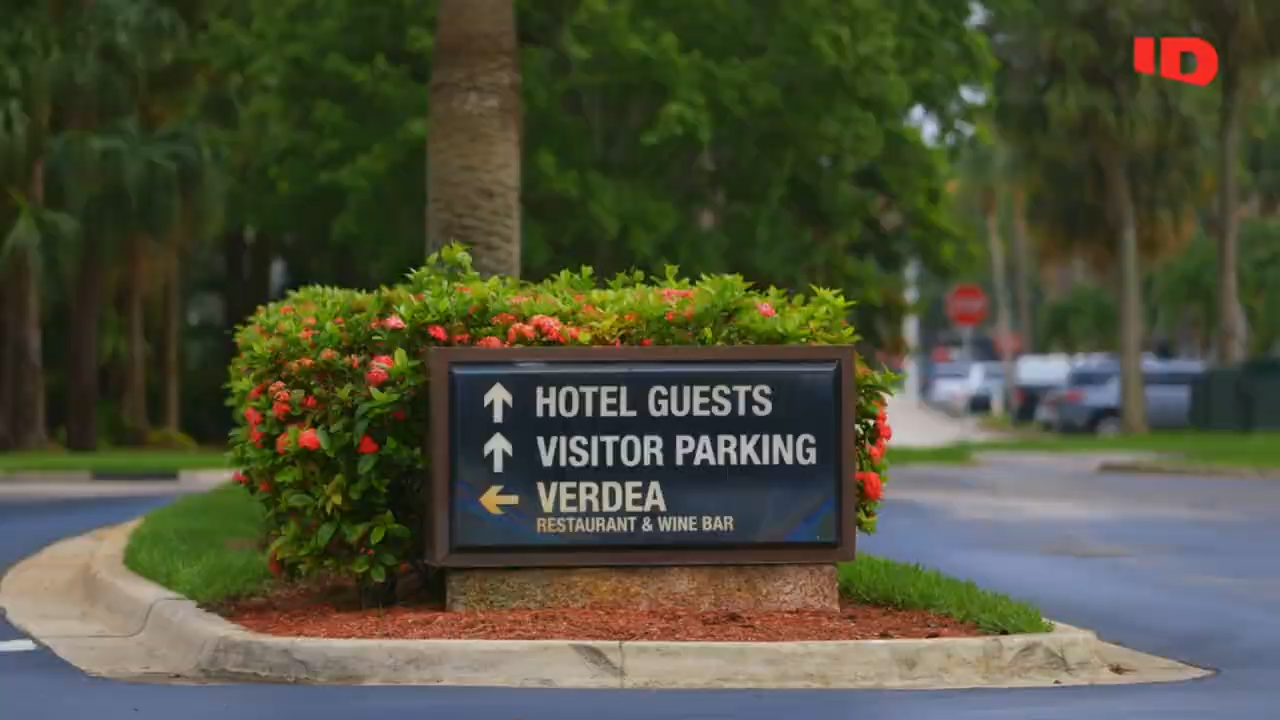 ID
HOTEL GUESTS
VISITOR PARKING
VERDEA
RESTAURANT & WINE BAR